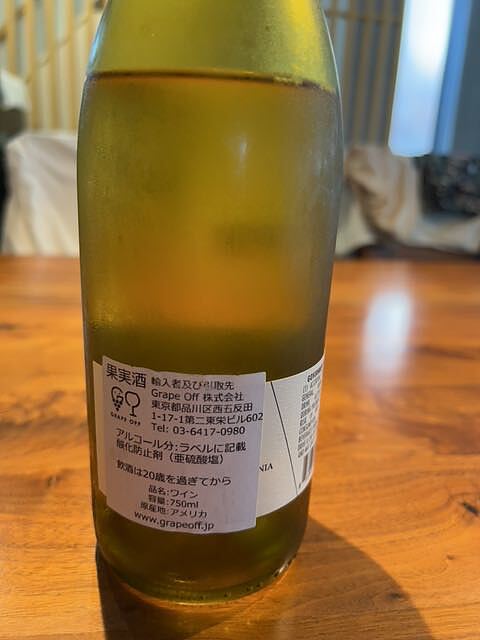 果実酒
輸入者及び引取先
Grape Off 株式会社
東京都品川区西五反田
1-17-1第二東栄ビル602
Tel: 03-6417-0980
GRAPE OFF
アルコール分:ラベルに記載
酸化防止剤（亜硫酸塩）
飲酒は20歳を過ぎてから
品名:ワイン
容量:750ml
原産地:アメリカ
www.grapeoff.jp
NIA